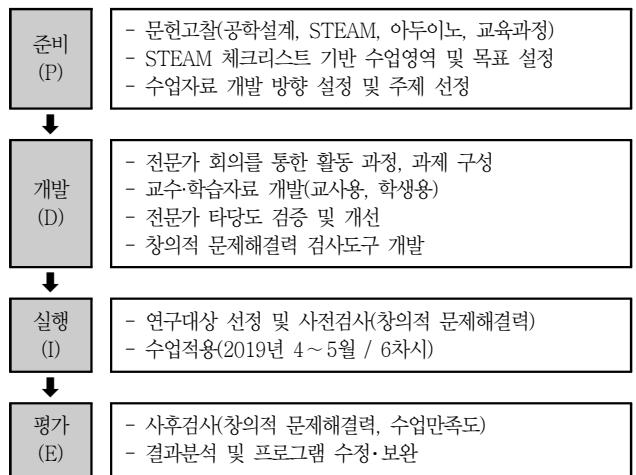 준비
(P)
- 문헌고찰(공학설계, STEAM, 아두이노, 교육과정)
- STEAM 체크리스트 기반 수업영역 및 목표 설정
- 수업자료 개발 방향 설정 및 주제 선정
개발
(D)
- 전문가 회의를 통한 활동 과정, 과제 구성
- 교수·학습자료 개발(교사용, 학생용)
- 전문가 타당도 검증 및 개선
- 창의적 문제해결력 검사도구 개발
실행
(I)
- 연구대상 선정 및 사전검사(창의적 문제해결력)
- 수업적용(2019년 4～5월 / 6차시)
평가
(E)
- 사후검사(창의적 문제해결력, 수업만족도)
- 결과분석 및 프로그램 수정·보완